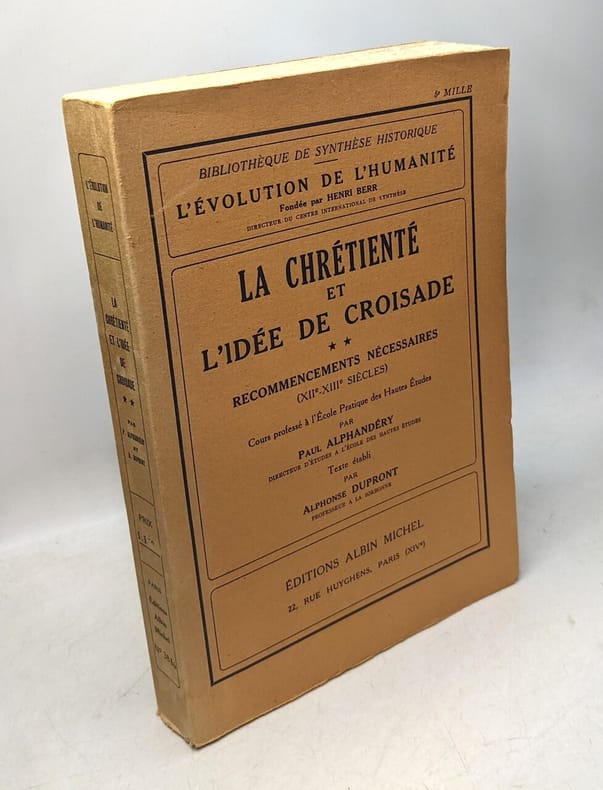 5e MILLE
BIBLIOTHÈQUE DE SYNTHÈSE HISTORIQUE
L'ÉVOLUTION DE L'HUMANITÉ
Fondée par HENRI BERR
DIRECTEUR DU CENTRE INTERNATIONAL DE SYNTHÈSE
LA CHRÉTIENTÉ
ET
L'IDÉE DE CROISADE
★ ★
RECOMMENCEMENTS NÉCESSAIRES
(XIIe-XIIIe SIÈCLES)
Cours professé à l'École Pratique des Hautes Études
PAR
PAUL ALPHANDÉRY
DIRECTEUR D'ÉTUDES A L'ÉCOLE DES HAUTES ÉTUDES
Texte établi
PAR
ALPHONSE DUPRONT
PROFESSEUR A LA SORBONNE
ÉDITIONS ALBIN MICHEL
22, RUE HUYGHENS, PARIS (XIVe)
L'ÉVOLUTION
DE
L'HUMANITÉ
LA
CHRÉTIENTÉ
ET L'IDÉE
DE
CROISADE
★ ★
PAR
P. ALPHANDÉRY
ET
A. DUPRONT
PRIX
PARIS
Éditions
Albin
Michel